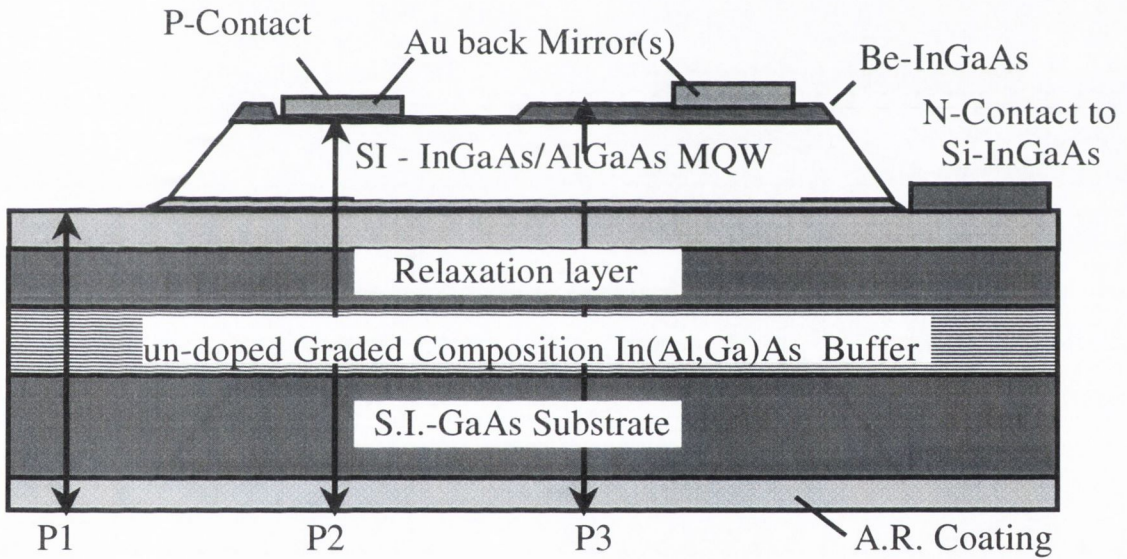 P-Contact
Au back Mirror(s)
Be-InGaAs
N-Contact to
Si-InGaAs
SI - InGaAs/AlGaAs MQW
Relaxation layer
un-doped Graded Composition In(Al,Ga)As Buffer
S.I.-GaAs Substrate
P1
P2
P3
A.R. Coating